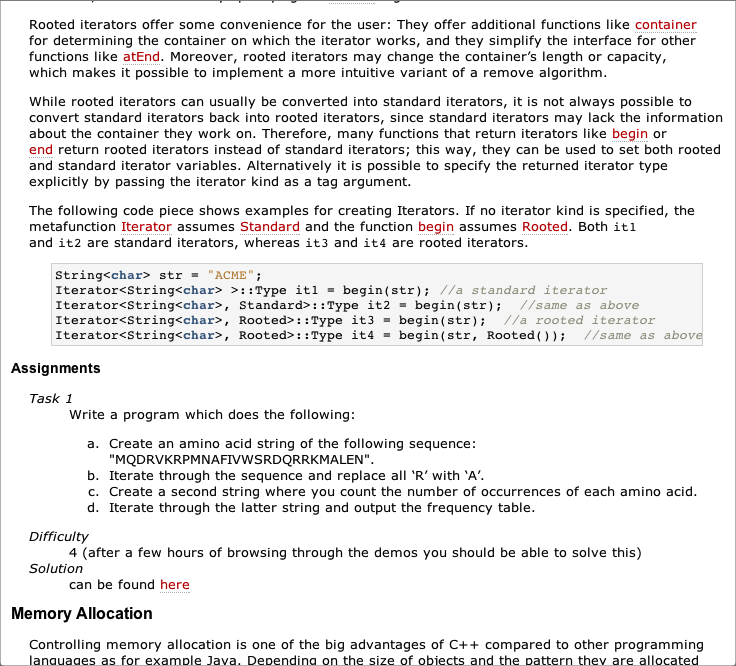 Rooted iterators offer some convenience for the user: They offer additional functions like container
for determining the container on which the iterator works, and they simplify the interface for other
functions like atEnd. Moreover, rooted iterators may change the container’s length or capacity,
which makes it possible to implement a more intuitive variant of a remove algorithm.
While rooted iterators can usually be converted into standard iterators, it is not always possible to
convert standard iterators back into rooted iterators, since standard iterators may lack the information
about the container they work on. Therefore, many functions that return iterators like begin or
end return rooted iterators instead of standard iterators; this way, they can be used to set both rooted
and standard iterator variables. Alternatively it is possible to specify the returned iterator type
explicitly by passing the iterator kind as a tag argument.
The following code piece shows examples for creating Iterators. If no iterator kind is specified, the
metafunction Iterator assumes Standard and the function begin assumes Rooted. Both it1
and it2 are standard iterators, whereas it3 and it4 are rooted iterators.
String<char> str = "ACME";
Iterator<String<char> >::Type it1 = begin(str); //a standard iterator
Iterator<String<char>, Standard>::Type it2 = begin(str);  //same as above
Iterator<String<char>, Rooted>::Type it3 = begin(str);  //a rooted iterator
Iterator<String<char>, Rooted>::Type it4 = begin(str, Rooted());  //same as above
Assignments
Task 1
Write a program which does the following:
a. Create an amino acid string of the following sequence:
"MQDRVKRPMNAFIVWSRDQRRKMALEN".
b. Iterate through the sequence and replace all ‘R’ with ‘A’.
c. Create a second string where you count the number of occurrences of each amino acid.
d. Iterate through the latter string and output the frequency table.
Difficulty
4 (after a few hours of browsing through the demos you should be able to solve this)
Solution
can be found here
Memory Allocation
Controlling memory allocation is one of the big advantages of C++ compared to other programming
languages as for example Java. Depending on the size of objects and the pattern they are allocated